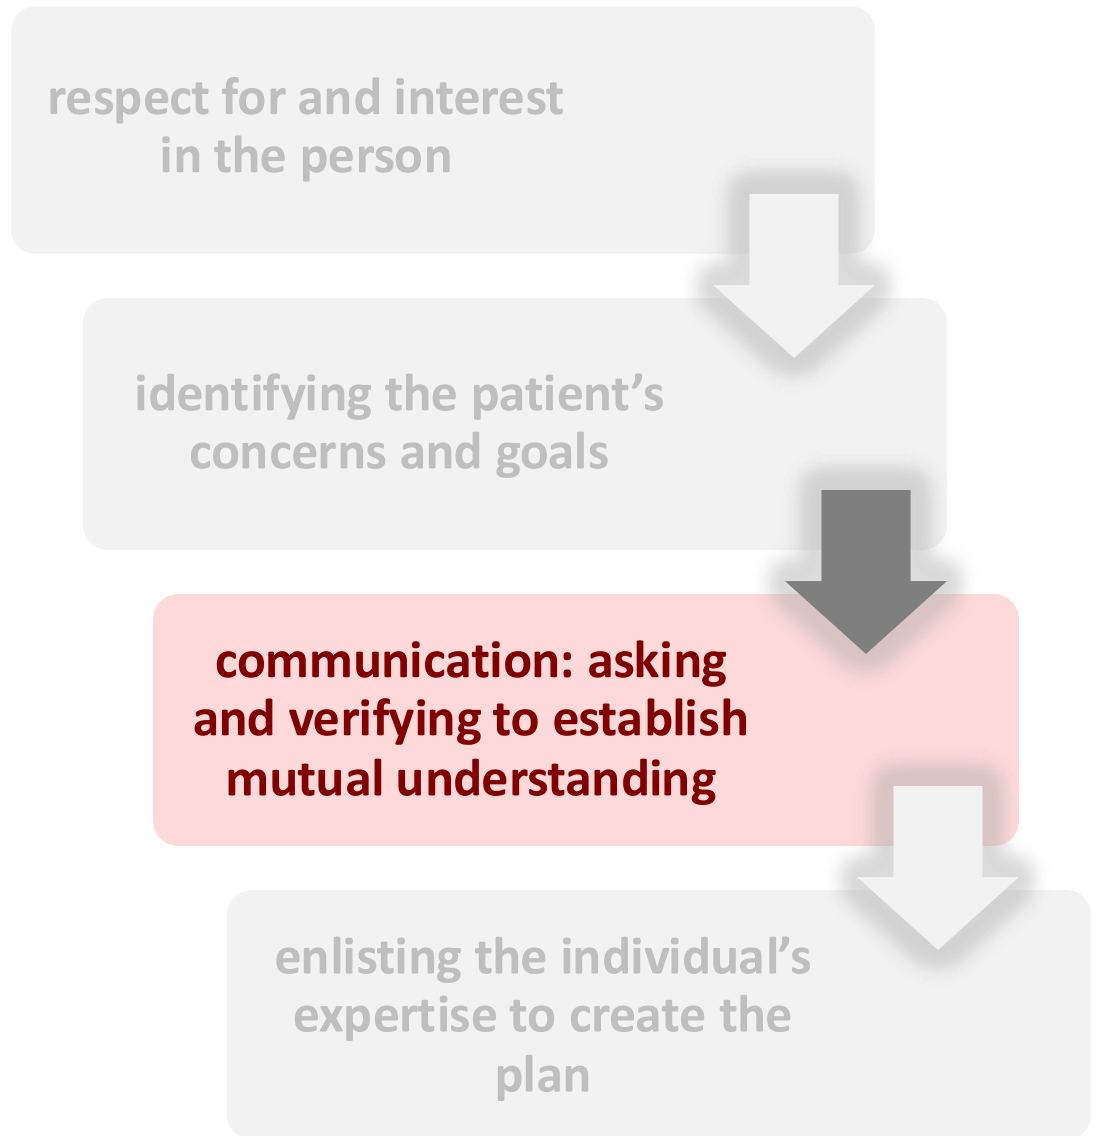 respect for and interest
in the person
identifying the patient’s
concerns and goals
communication: asking
and verifying to establish
mutual understanding
enlisting the individual’s
expertise to create the
plan